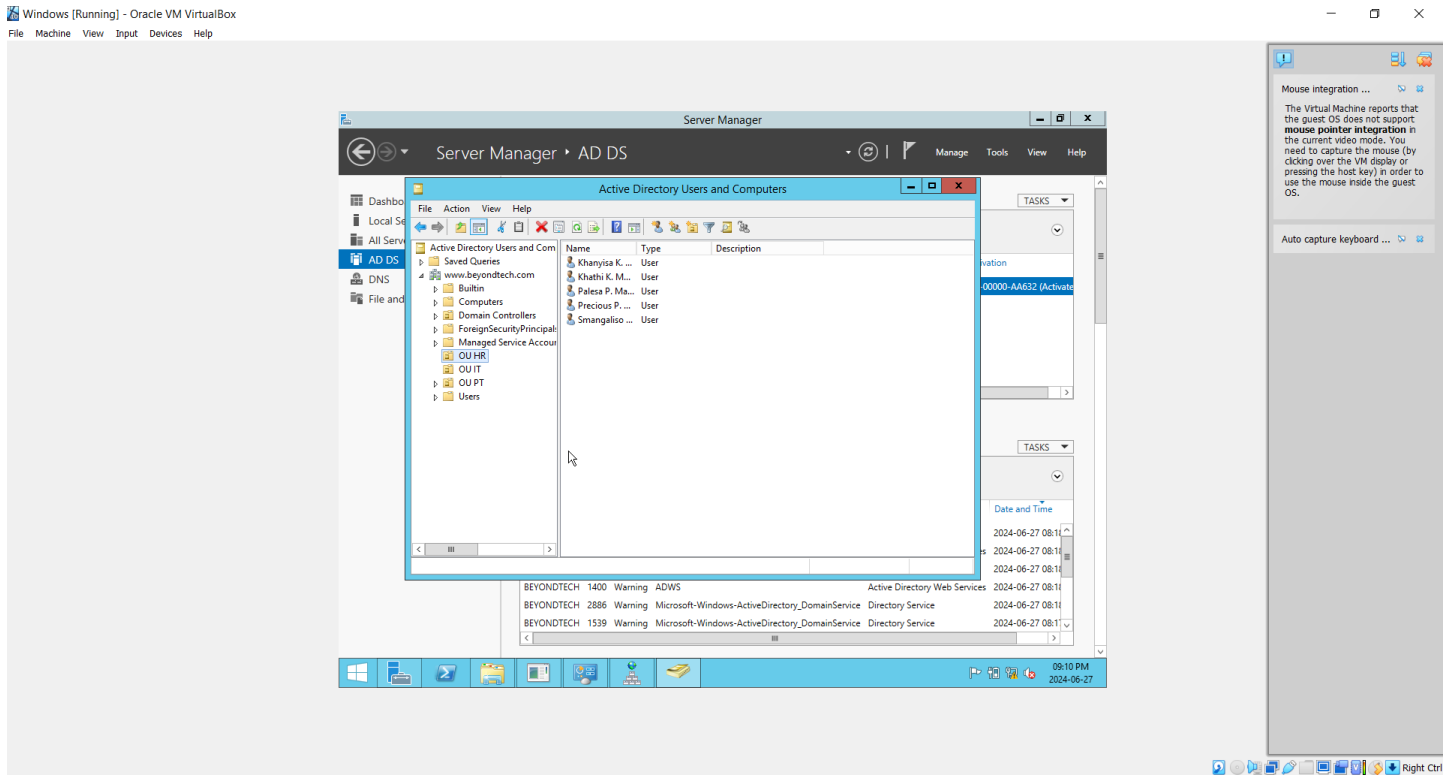 Windows [Running] - Oracle VM VirtualBox
File Machine View Input Devices Help
Server Manager
Server Manager • AD DS
Manage Tools View Help
Dashbo
Local Se
All Serv
AD DS
DNS
File and
TASKS
ivation
-00000-AA632 (Activate
TASKS
Date and Time
2024-06-27 08:18
s 2024-06-27 08:18
2024-06-27 08:18
BEYONDTECH 1400 Warning ADWS Active Directory Web Services 2024-06-27 08:18
BEYONDTECH 2886 Warning Microsoft-Windows-ActiveDirectory_DomainService Directory Service 2024-06-27 08:18
BEYONDTECH 1539 Warning Microsoft-Windows-ActiveDirectory_DomainService Directory Service 2024-06-27 08:17
Active Directory Users and Computers
File Action View Help
Active Directory Users and Com
Saved Queries
www.beyondtech.com
Builtin
Computers
Domain Controllers
ForeignSecurityPrincipals
Managed Service Accour
OU HR
OU IT
OU PT
Users
Name Type Description
Khanyisa K. ... User
Khathi K. M... User
Palesa P. Ma... User
Precious P. ... User
Smangaliso ... User
09:10 PM
2024-06-27
Mouse integration ...
The Virtual Machine reports that
the guest OS does not support
mouse pointer integration in
the current video mode. You
need to capture the mouse (by
clicking over the VM display or
pressing the host key) in order to
use the mouse inside the guest
OS.
Auto capture keyboard ...
Right Ctrl